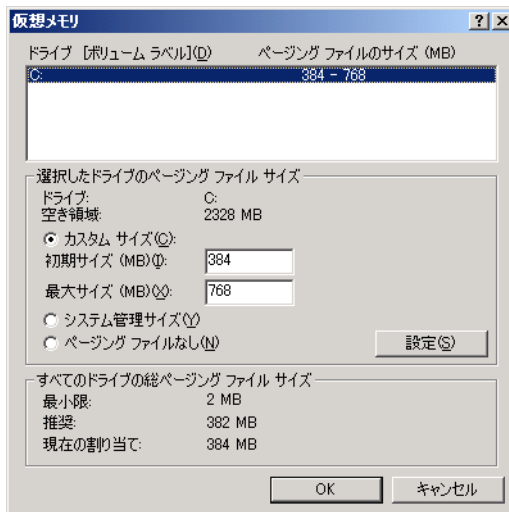 仮想メモリ
ドライブ [ボリューム ラベル](D) ページング ファイルのサイズ (MB)
C: 384 - 768
選択したドライブのページング ファイル サイズ
ドライブ: C:
空き領域: 2328 MB
カスタム サイズ(C):
初期サイズ (MB)(I): 384
最大サイズ (MB)(X): 768
システム管理サイズ(Y)
ページング ファイルなし(N) 設定(S)
すべてのドライブの総ページング ファイル サイズ
最小限: 2 MB
推奨: 382 MB
現在の割り当て: 384 MB
OK キャンセル